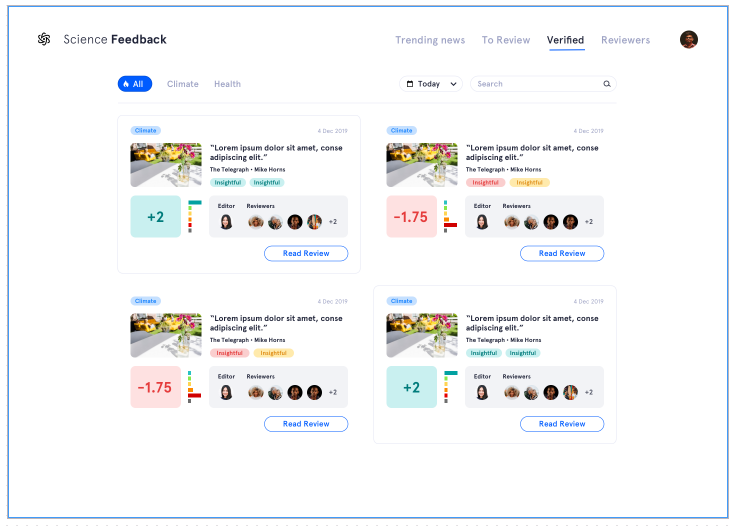 Science Feedback
Trending news To Review Verified Reviewers
All Climate Health Today Search
Climate 4 Dec 2019
“Lorem ipsum dolor sit amet, conse
adipiscing elit.”
The Telegraph • Mike Horns
Insightful Insightful
+2
Editor Reviewers
+2
Read Review
Climate 4 Dec 2019
“Lorem ipsum dolor sit amet, conse
adipiscing elit.”
The Telegraph • Mike Horns
Insightful Insightful
-1.75
Editor Reviewers
+2
Read Review
Climate 4 Dec 2019
“Lorem ipsum dolor sit amet, conse
adipiscing elit.”
The Telegraph • Mike Horns
Insightful Insightful
-1.75
Editor Reviewers
+2
Read Review
Climate 4 Dec 2019
“Lorem ipsum dolor sit amet, conse
adipiscing elit.”
The Telegraph • Mike Horns
Insightful Insightful
+2
Editor Reviewers
+2
Read Review